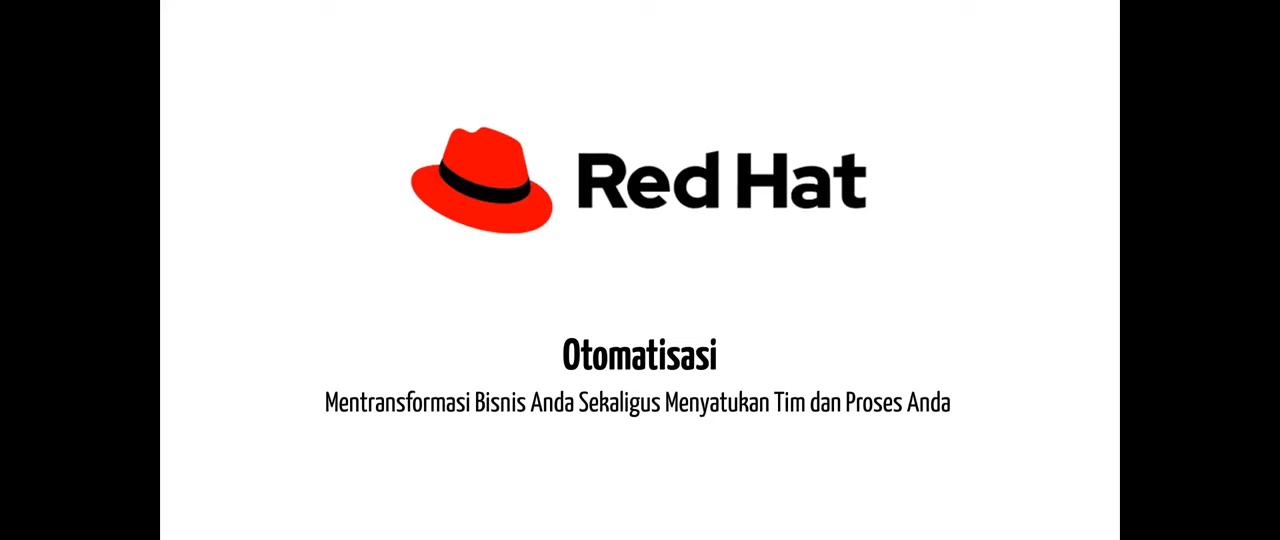 Red Hat
Otomatisasi
Mentransformasi Bisnis Anda Sekaligus Menyatukan Tim dan Proses Anda